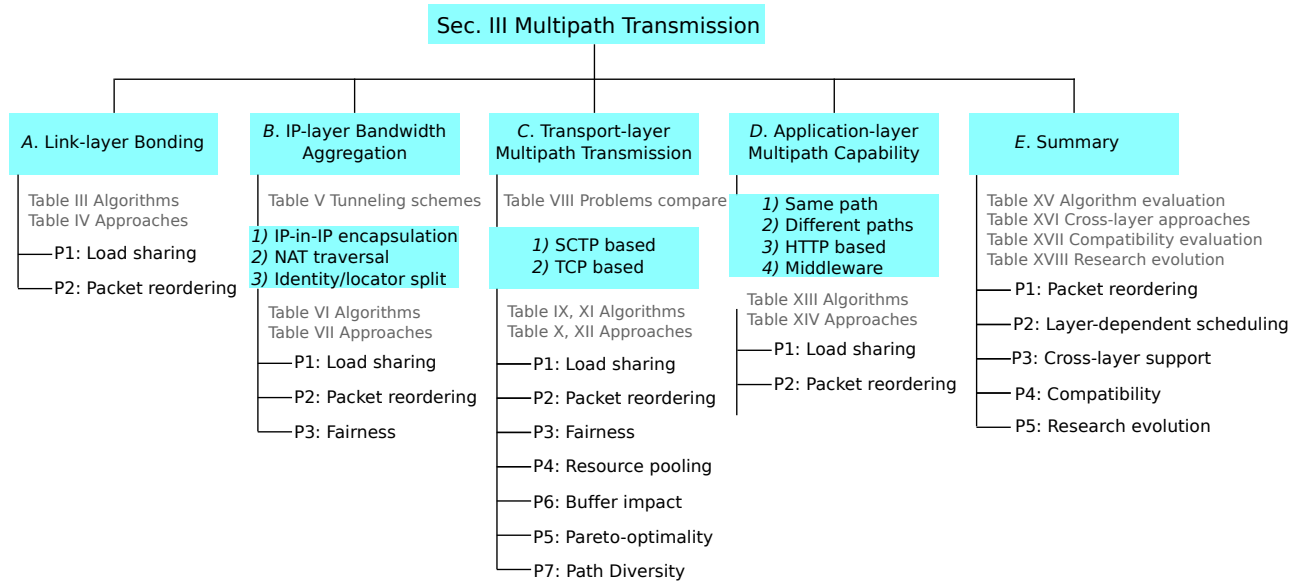 Sec. III Multipath Transmission
A. Link-layer Bonding
Table III Algorithms
Table IV Approaches
P1: Load sharing
P2: Packet reordering
B. IP-layer Bandwidth
Aggregation
Table V Tunneling schemes
1) IP-in-IP encapsulation
2) NAT traversal
3) Identity/locator split
Table VI Algorithms
Table VII Approaches
P1: Load sharing
P2: Packet reordering
P3: Fairness
C. Transport-layer
Multipath Transmission
Table VIII Problems compare
1) SCTP based
2) TCP based
Table IX, XI Algorithms
Table X, XII Approaches
P1: Load sharing
P2: Packet reordering
P3: Fairness
P4: Resource pooling
P6: Buffer impact
P5: Pareto-optimality
P7: Path Diversity
D. Application-layer
Multipath Capability
1) Same path
2) Different paths
3) HTTP based
4) Middleware
Table XIII Algorithms
Table XIV Approaches
P1: Load sharing
P2: Packet reordering
E. Summary
Table XV Algorithm evaluation
Table XVI Cross-layer approaches
Table XVII Compatibility evaluation
Table XVIII Research evolution
P1: Packet reordering
P2: Layer-dependent scheduling
P3: Cross-layer support
P4: Compatibility
P5: Research evolution